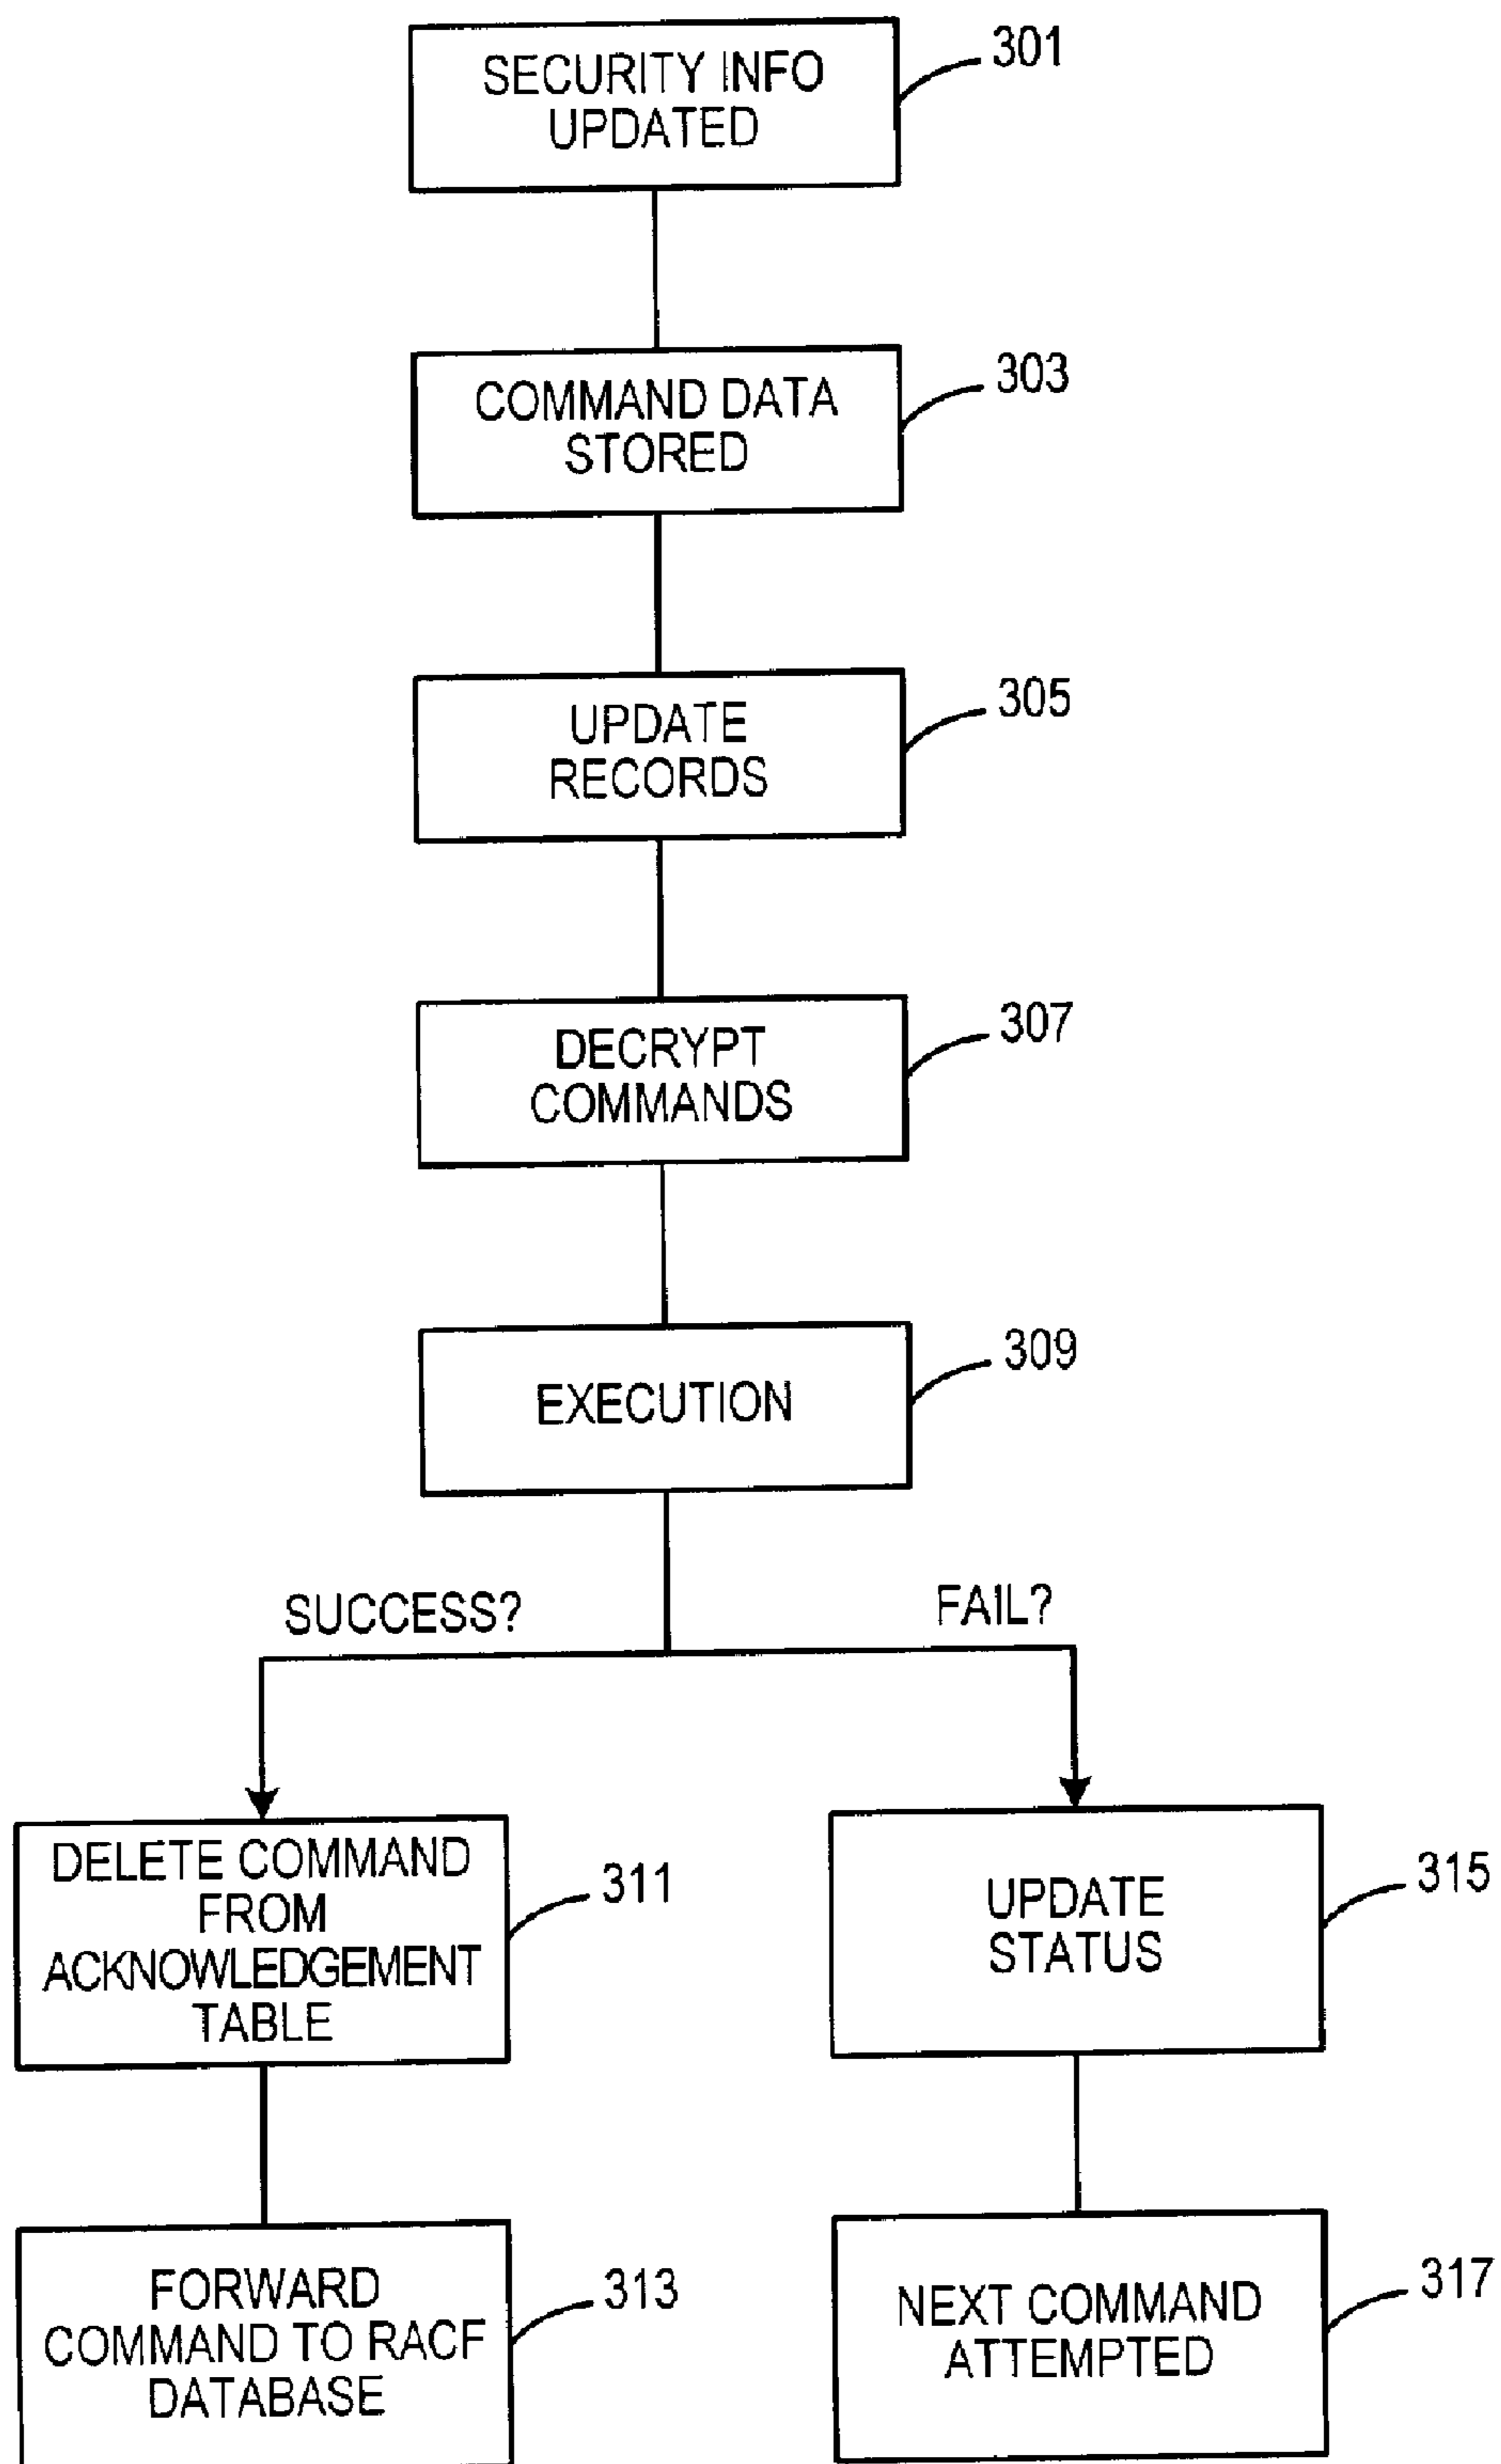 SECURITY INFO
UPDATED
301
COMMAND DATA
STORED
303
UPDATE
RECORDS
305
DECRYPT
COMMANDS
307
EXECUTION
309
SUCCESS?
FAIL?
DELETE COMMAND
FROM
ACKNOWLEDGEMENT
TABLE
311
UPDATE
STATUS
315
FORWARD
COMMAND TO RACF
DATABASE
313
NEXT COMMAND
ATTEMPTED
317